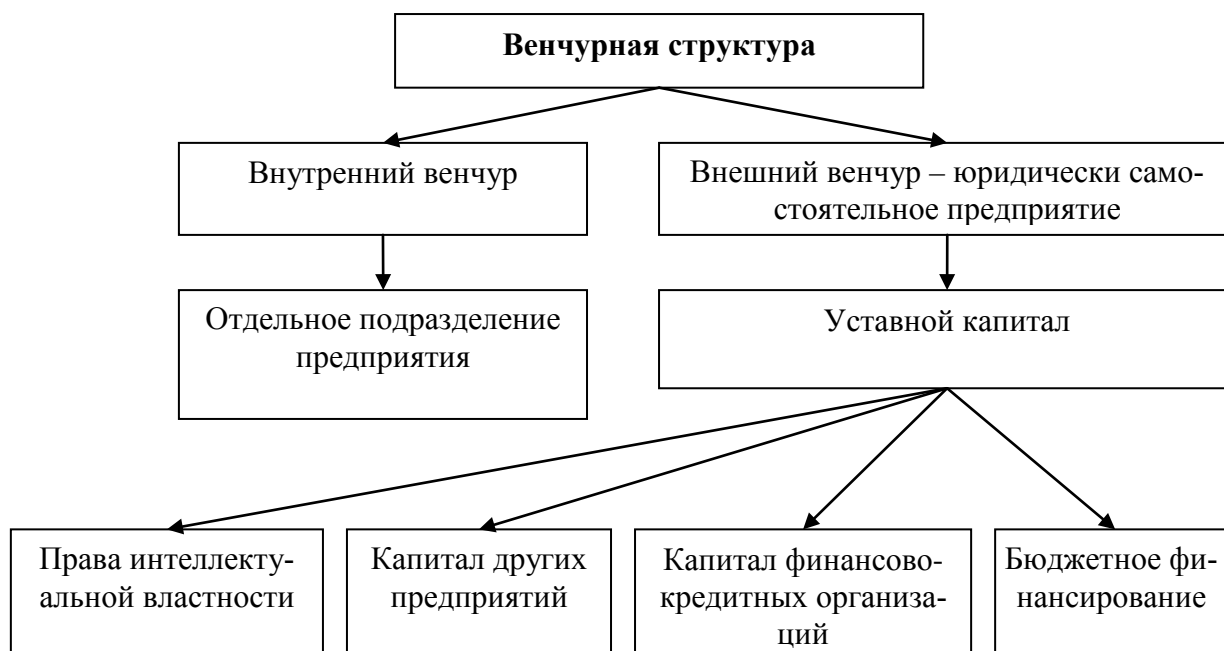 Венчурная структура
Внутренний венчур
Внешний венчур – юридически само-
стоятельное предприятие
Отдельное подразделение
предприятия
Уставной капитал
Права интеллекту-
альной властности
Капитал других
предприятий
Капитал финансово-
кредитных организа-
ций
Бюджетное фи-
нансирование